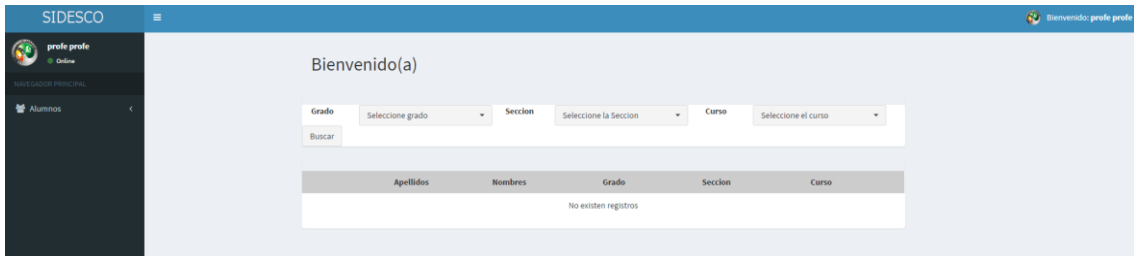 SIDESCO
Bienvenido: profe profe
profe profe
Online
NAVEGADOR PRINCIPAL
Alumnos
Bienvenido(a)
Grado Seleccione grado Seccion Seleccione la Seccion Curso Seleccione el curso
Buscar
Apellidos Nombres Grado Seccion Curso
No existen registros